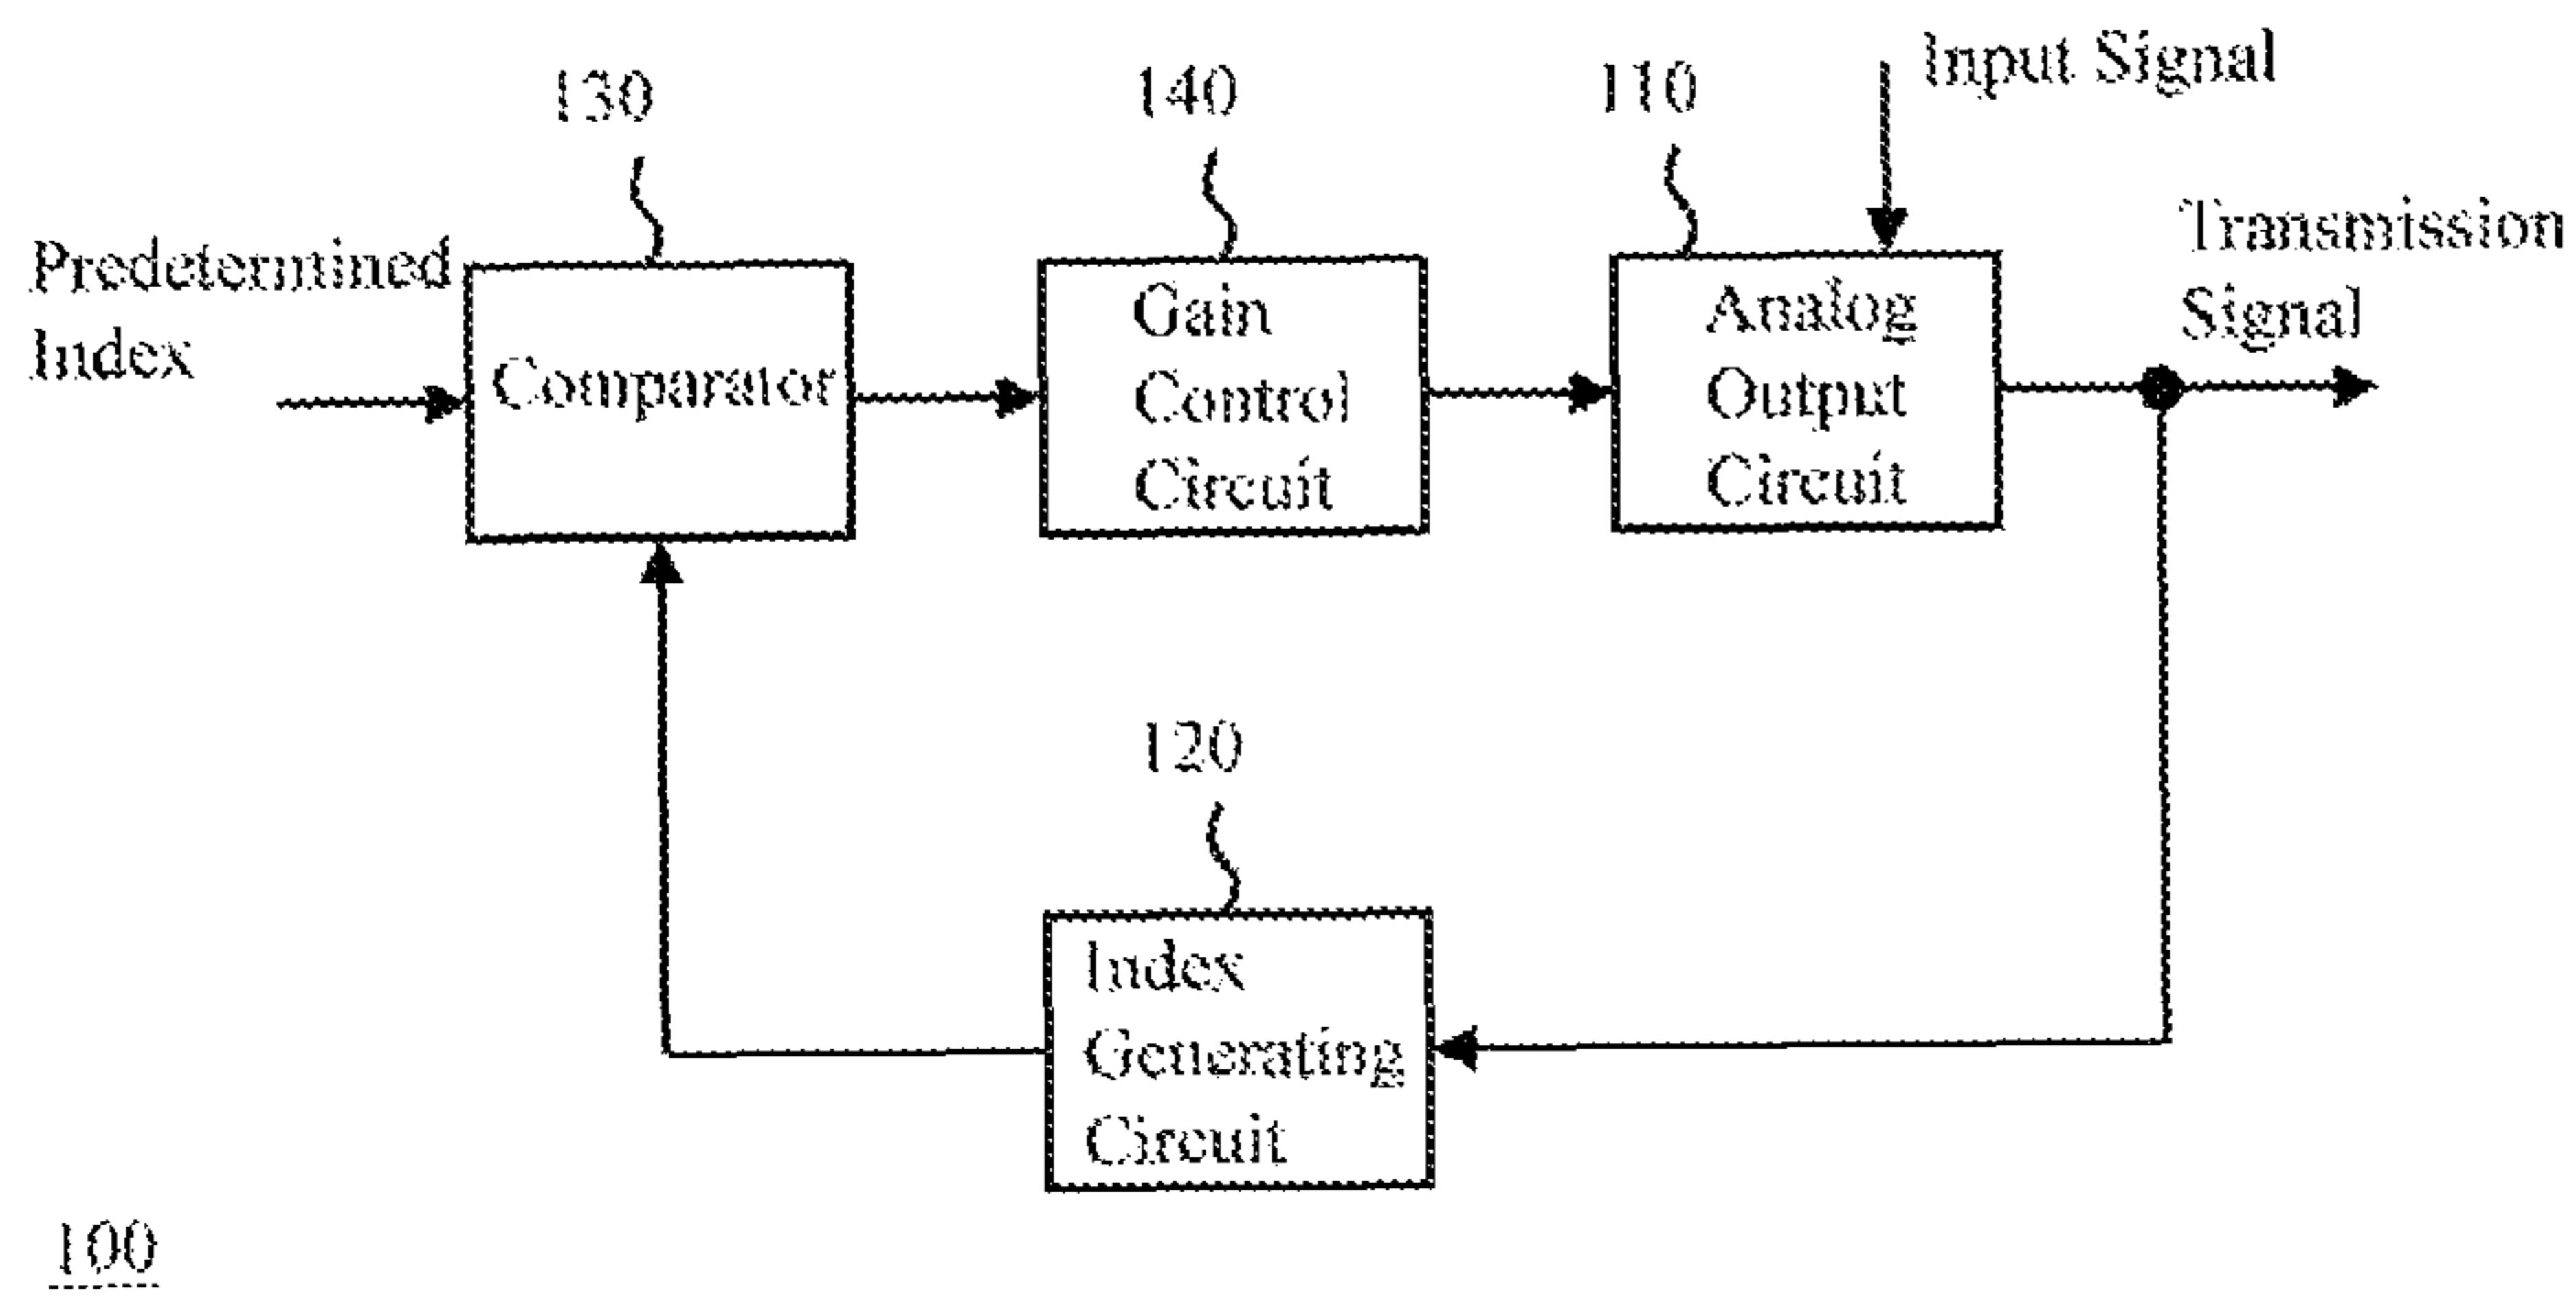 130
140
110
Input Signal
Predetermined
Index
Comparator
Gain
Control
Circuit
Analog
Output
Circuit
Transmission
Signal
120
Index
Generating
Circuit
100